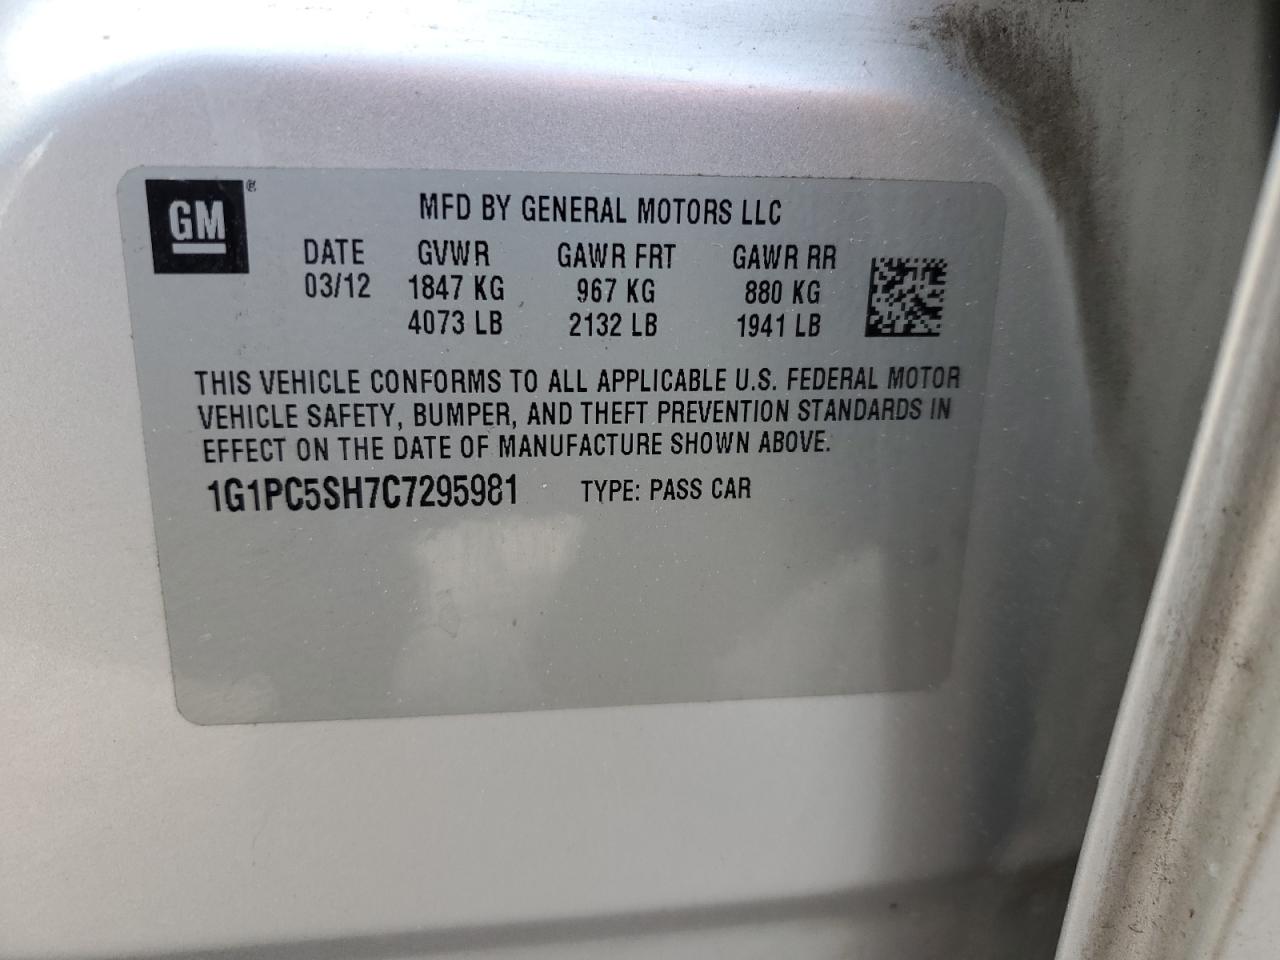 GM®
MFD BY GENERAL MOTORS LLC
DATE GVWR GAWR FRT GAWR RR
03/12 1847 KG 967 KG 880 KG
4073 LB 2132 LB 1941 LB
THIS VEHICLE CONFORMS TO ALL APPLICABLE U.S. FEDERAL MOTOR
VEHICLE SAFETY, BUMPER, AND THEFT PREVENTION STANDARDS IN
EFFECT ON THE DATE OF MANUFACTURE SHOWN ABOVE.
1G1PC5SH7C7295981 TYPE: PASS CAR